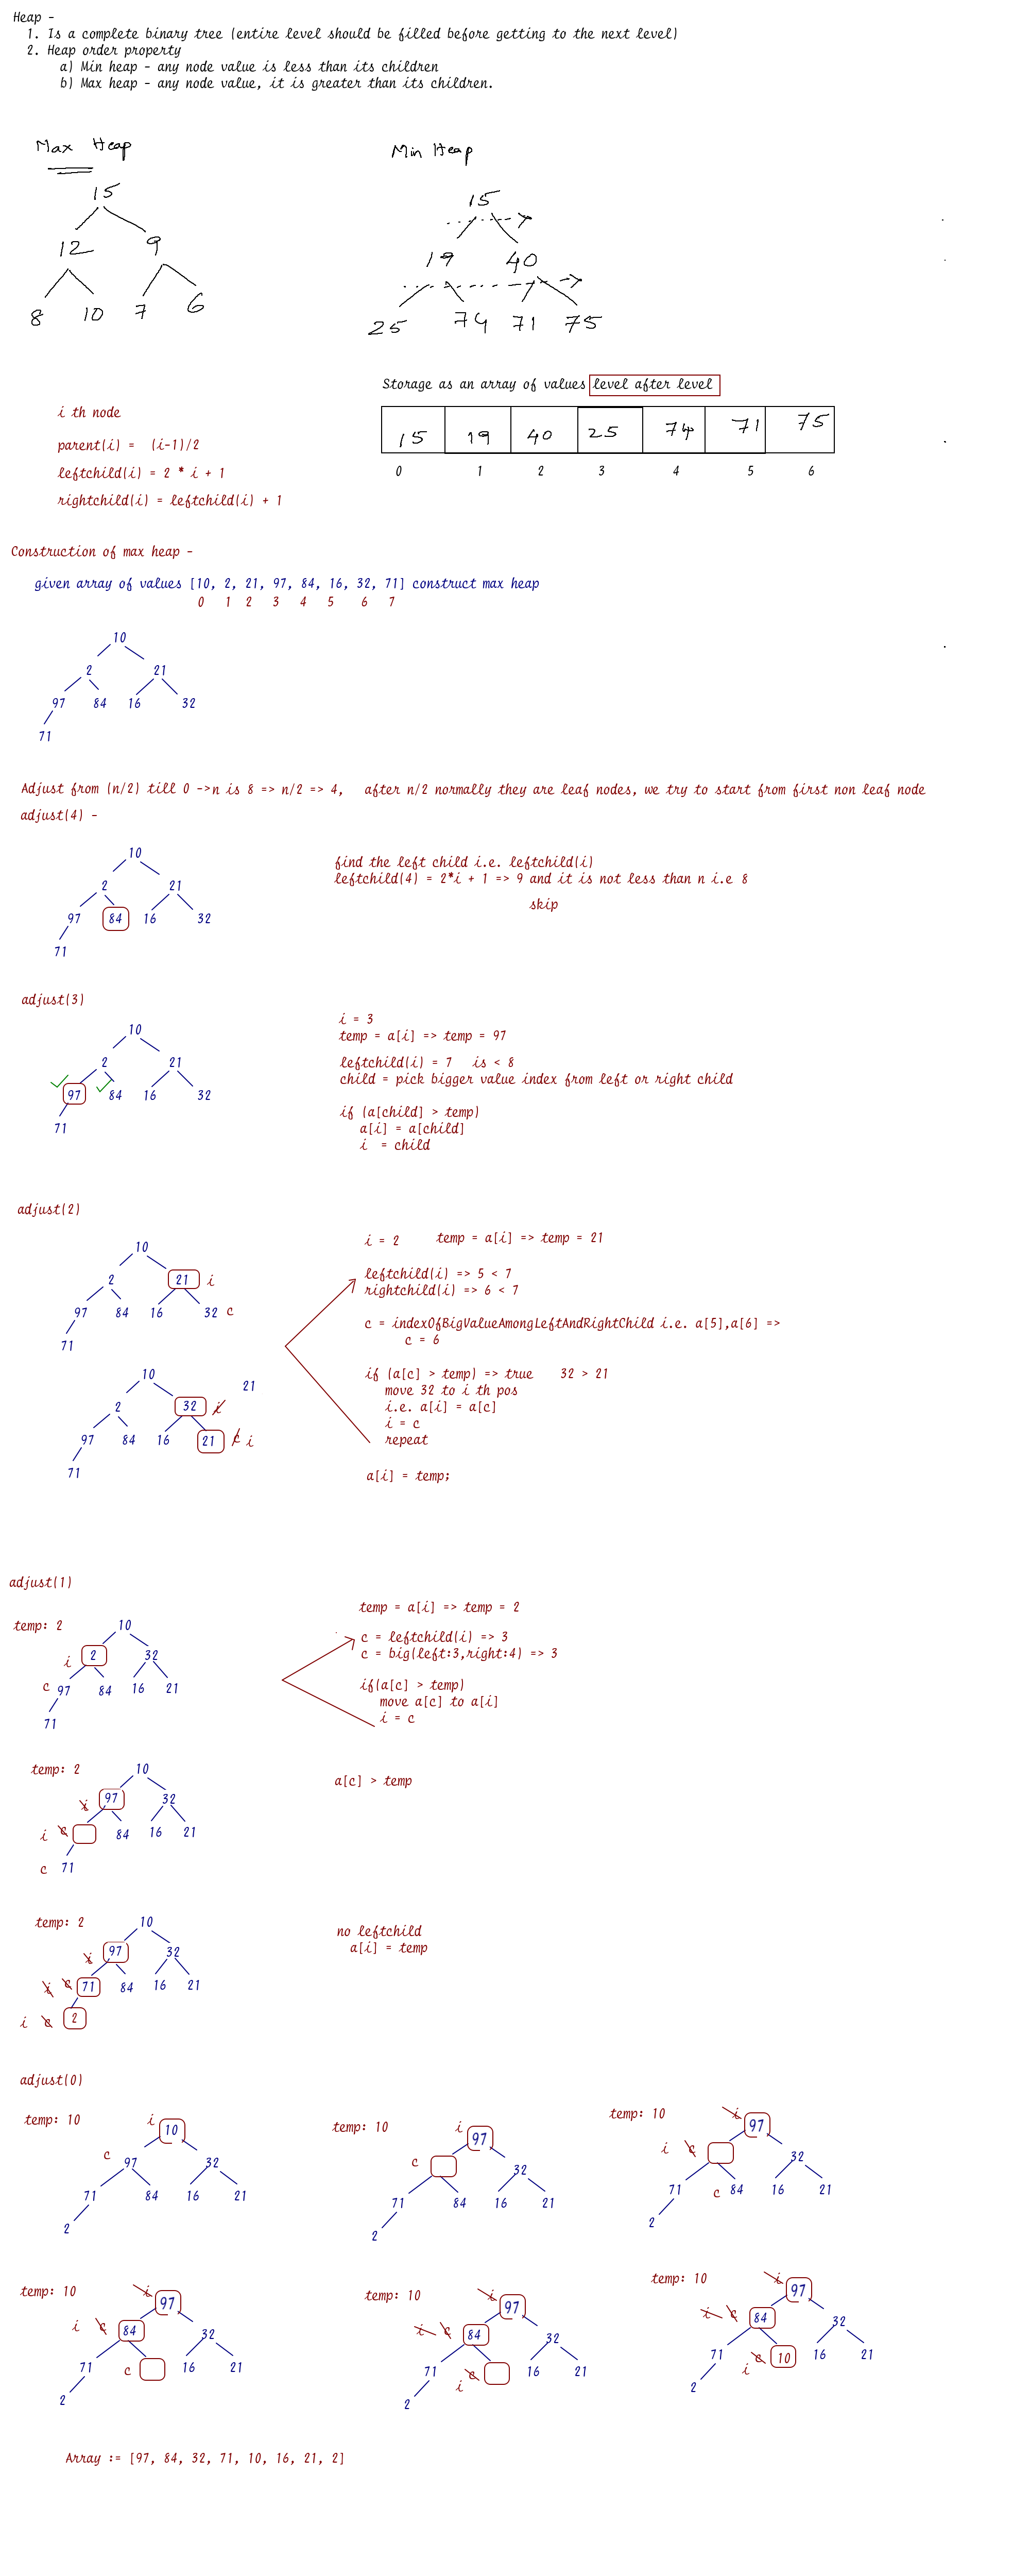 Heap -
1. Is a complete binary tree (entire level should be filled before getting to the next level)
2. Heap order property
a) Min heap - any node value is less than its children
b) Max heap - any node value, it is greater than its children.
Max Heap
15
12 9
8 10 7 6
Min Heap
15
19 40
25 74 71 75
Storage as an array of values level after level
15 19 40 25 74 71 75
0 1 2 3 4 5 6
i th node
parent(i) = (i-1)/2
leftchild(i) = 2 * i + 1
rightchild(i) = leftchild(i) + 1
Construction of max heap -
given array of values [10, 2, 21, 97, 84, 16, 32, 71] construct max heap
0 1 2 3 4 5 6 7
10
2 21
97 84 16 32
71
Adjust from (n/2) till 0 ->n is 8 => n/2 => 4, after n/2 normally they are leaf nodes, we try to start from first non leaf node
adjust(4) -
10
2 21
97 84 16 32
71
find the left child i.e. leftchild(i)
leftchild(4) = 2*i + 1 => 9 and it is not less than n i.e 8
skip
adjust(3)
10
2 21
97 84 16 32
71
i = 3
temp = a[i] => temp = 97
leftchild(i) = 7 is < 8
child = pick bigger value index from left or right child
if (a[child] > temp)
a[i] = a[child]
i = child
adjust(2)
10
2 21 i
97 84 16 32 c
71
10
21
2 32 i
97 84 16 21 c i
71
i = 2 temp = a[i] => temp = 21
leftchild(i) => 5 < 7
rightchild(i) => 6 < 7
c = indexOfBigValueAmongLeftAndRightChild i.e. a[5],a[6] =>
c = 6
if (a[c] > temp) => true 32 > 21
move 32 to i th pos
i.e. a[i] = a[c]
i = c
repeat
a[i] = temp;
adjust(1)
temp: 2 10
i 2 32
c 97 84 16 21
71
temp = a[i] => temp = 2
c = leftchild(i) => 3
c = big(left:3,right:4) => 3
if(a[c] > temp)
move a[c] to a[i]
i = c
temp: 2 10
i 97 32
i c 84 16 21
c 71
a[c] > temp
temp: 2 10
i 97 32
i c 71 84 16 21
i c 2
no leftchild
a[i] = temp
adjust(0)
temp: 10 i 10
c 97 32
71 84 16 21
2
temp: 10 i 97
c 32
71 84 16 21
2
temp: 10 i 97
i c 32
71 c 84 16 21
2
temp: 10 i 97
i c 84 32
71 c 16 21
2
temp: 10 i 97
i c 84 32
71 i c 16 21
2
temp: 10 i 97
i c 84 32
71 i c 10 16 21
2
Array := [97, 84, 32, 71, 10, 16, 21, 2]